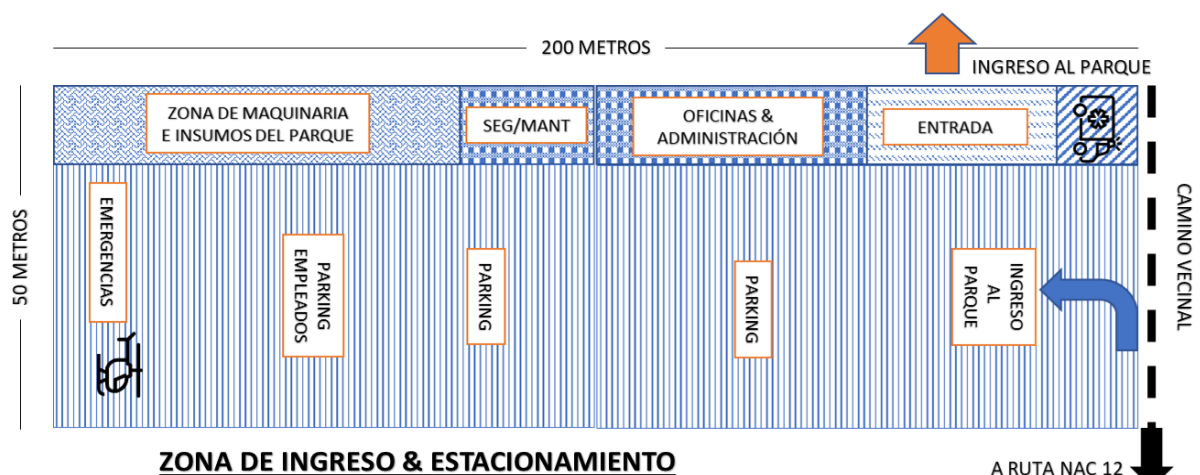 200 METROS
INGRESO AL PARQUE
ZONA DE MAQUINARIA
E INSUMOS DEL PARQUE
SEG/MANT
OFICINAS &
ADMINISTRACIÓN
ENTRADA
50 METROS
EMERGENCIAS
PARKING
EMPLEADOS
PARKING
PARKING
INGRESO
AL
PARQUE
CAMINO VECINAL
ZONA DE INGRESO & ESTACIONAMIENTO
A RUTA NAC 12